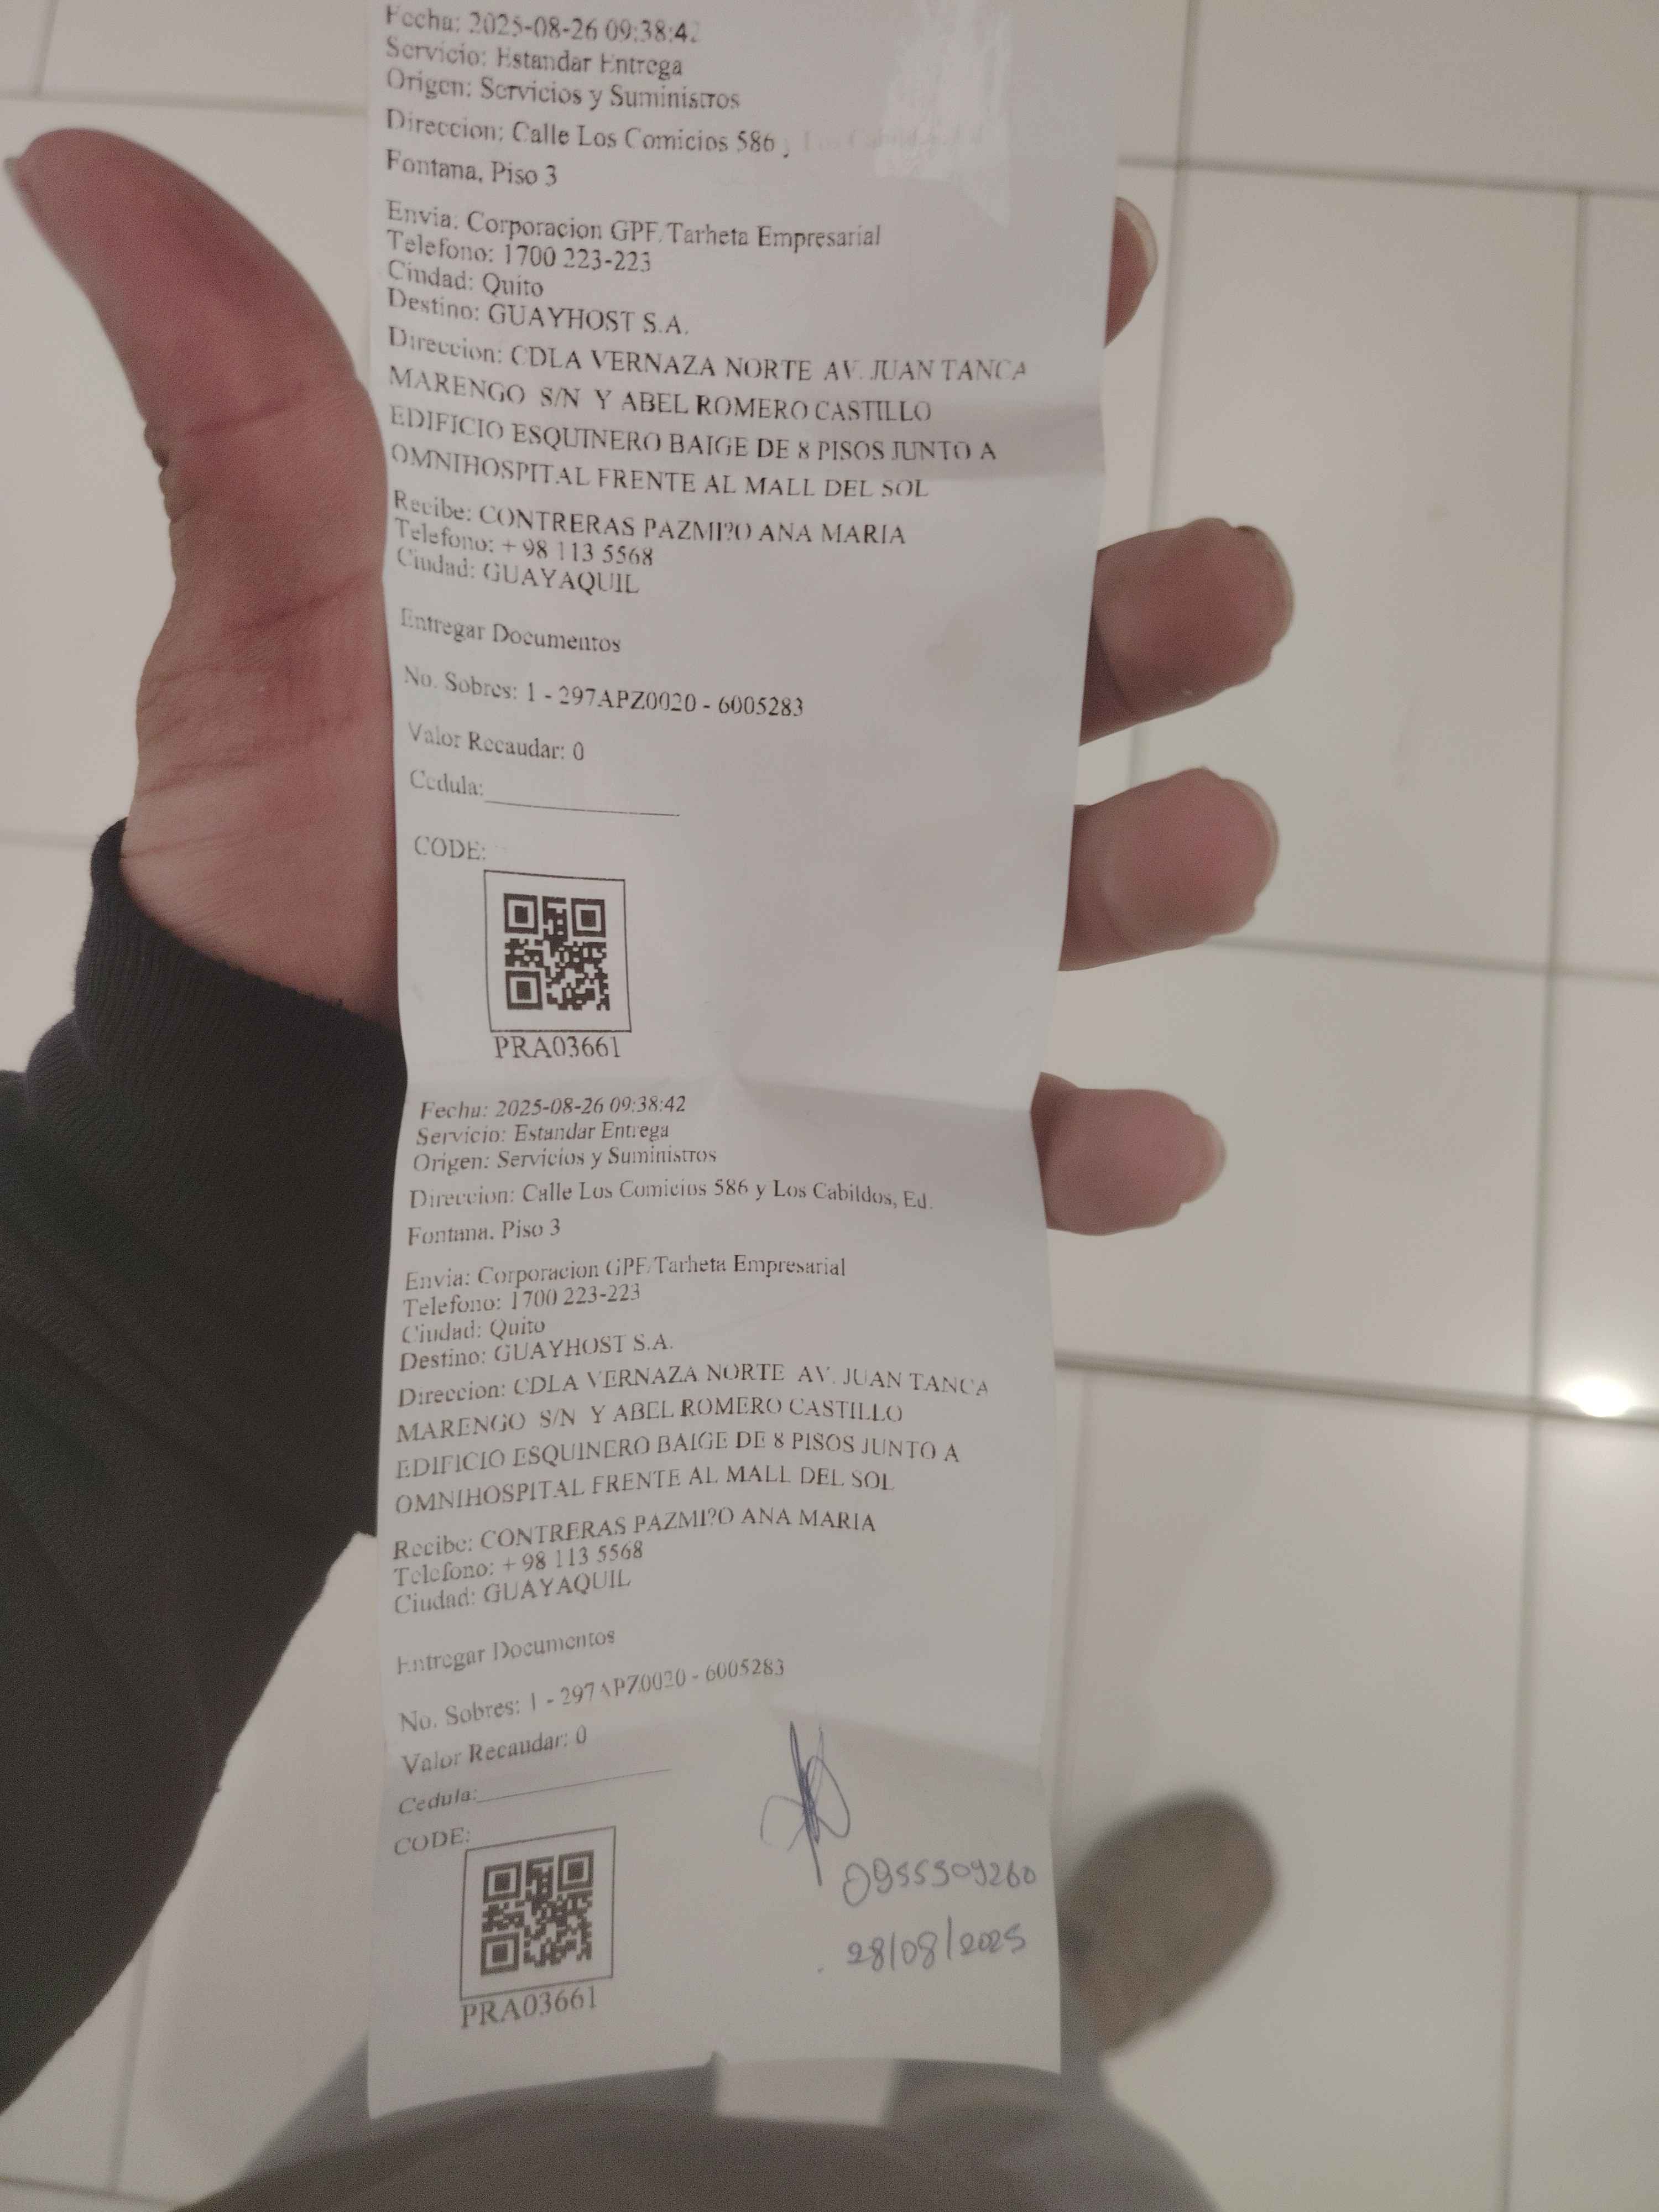 Fecha: 2025-08-26 09:38:42
Servicio: Estandar Entrega
Origen: Servicios y Suministros
Direccion: Calle Los Comicios 586 y Los
Fontana, Piso 3
Envia: Corporacion GPF/Tarheta Empresarial
Telefono: 1700 223-223
Ciudad: Quito
Destino: GUAYHOST S.A.
Direccion: CDLA VERNAZA NORTE AV. JUAN TANCA
MARENGO S/N Y ABEL ROMERO CASTILLO
EDIFICIO ESQUINERO BAIGE DE 8 PISOS JUNTO A
OMNIHOSPITAL FRENTE AL MALL DEL SOL
Recibe: CONTRERAS PAZMI?O ANA MARIA
Telefono: + 98 113 5568
Ciudad: GUAYAQUIL
Entregar Documentos
No. Sobres: 1 - 297APZ0020 - 6005283
Valor Recaudar: 0
Cedula:
CODE:
PRA03661
Fecha: 2025-08-26 09:38:42
Servicio: Estandar Entrega
Origen: Servicios y Suministros
Direccion: Calle Los Comicios 586 y Los Cabildos, Ed.
Fontana, Piso 3
Envia: Corporacion GPF/Tarheta Empresarial
Telefono: 1700 223-223
Ciudad: Quito
Destino: GUAYHOST S.A.
Direccion: CDLA VERNAZA NORTE AV. JUAN TANCA
MARENGO S/N Y ABEL ROMERO CASTILLO
EDIFICIO ESQUINERO BAIGE DE 8 PISOS JUNTO A
OMNIHOSPITAL FRENTE AL MALL DEL SOL
Recibe: CONTRERAS PAZMI?O ANA MARIA
Telefono: + 98 113 5568
Ciudad: GUAYAQUIL
Entregar Documentos
No. Sobres: 1 - 297APZ0020 - 6005283
Valor Recaudar: 0
Cedula:
CODE:
0955509260
28/08/2025
PRA03661